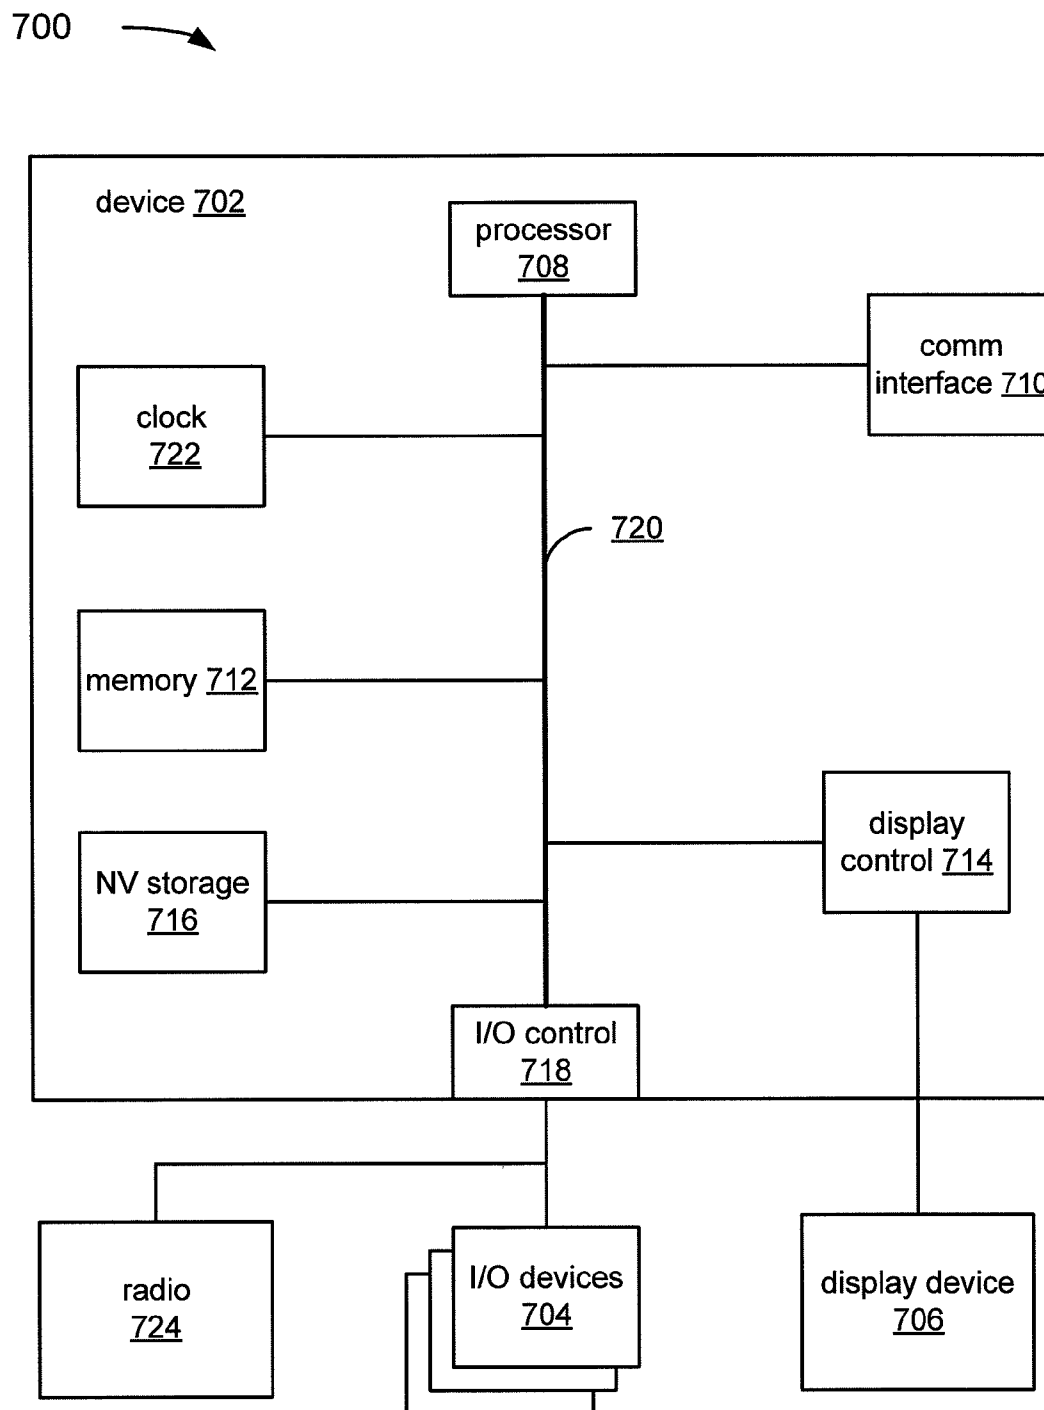 700
device 702
processor
708
comm
interface 710
clock
722
720
memory 712
display
control 714
NV storage
716
I/O control
718
radio
724
I/O devices
704
display device
706